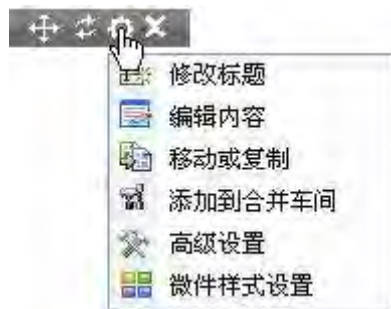 修改标题
编辑内容
移动或复制
添加到合并车间
高级设置
微件样式设置